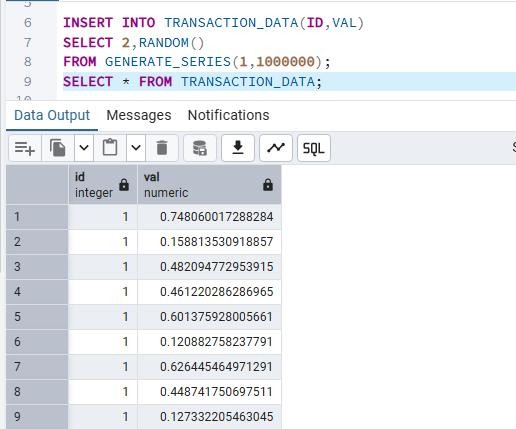 6 INSERT INTO TRANSACTION_DATA(ID,VAL)
7 SELECT 2,RANDOM()
8 FROM GENERATE_SERIES(1,1000000);
9 SELECT * FROM TRANSACTION_DATA;
Data Output Messages Notifications
SQL
id val
integer numeric
1 1 0.748060017288284
2 1 0.158813530918857
3 1 0.482094772953915
4 1 0.461220286286965
5 1 0.601375928005661
6 1 0.120882758237791
7 1 0.626445464971291
8 1 0.448741750697511
9 1 0.127332205463045